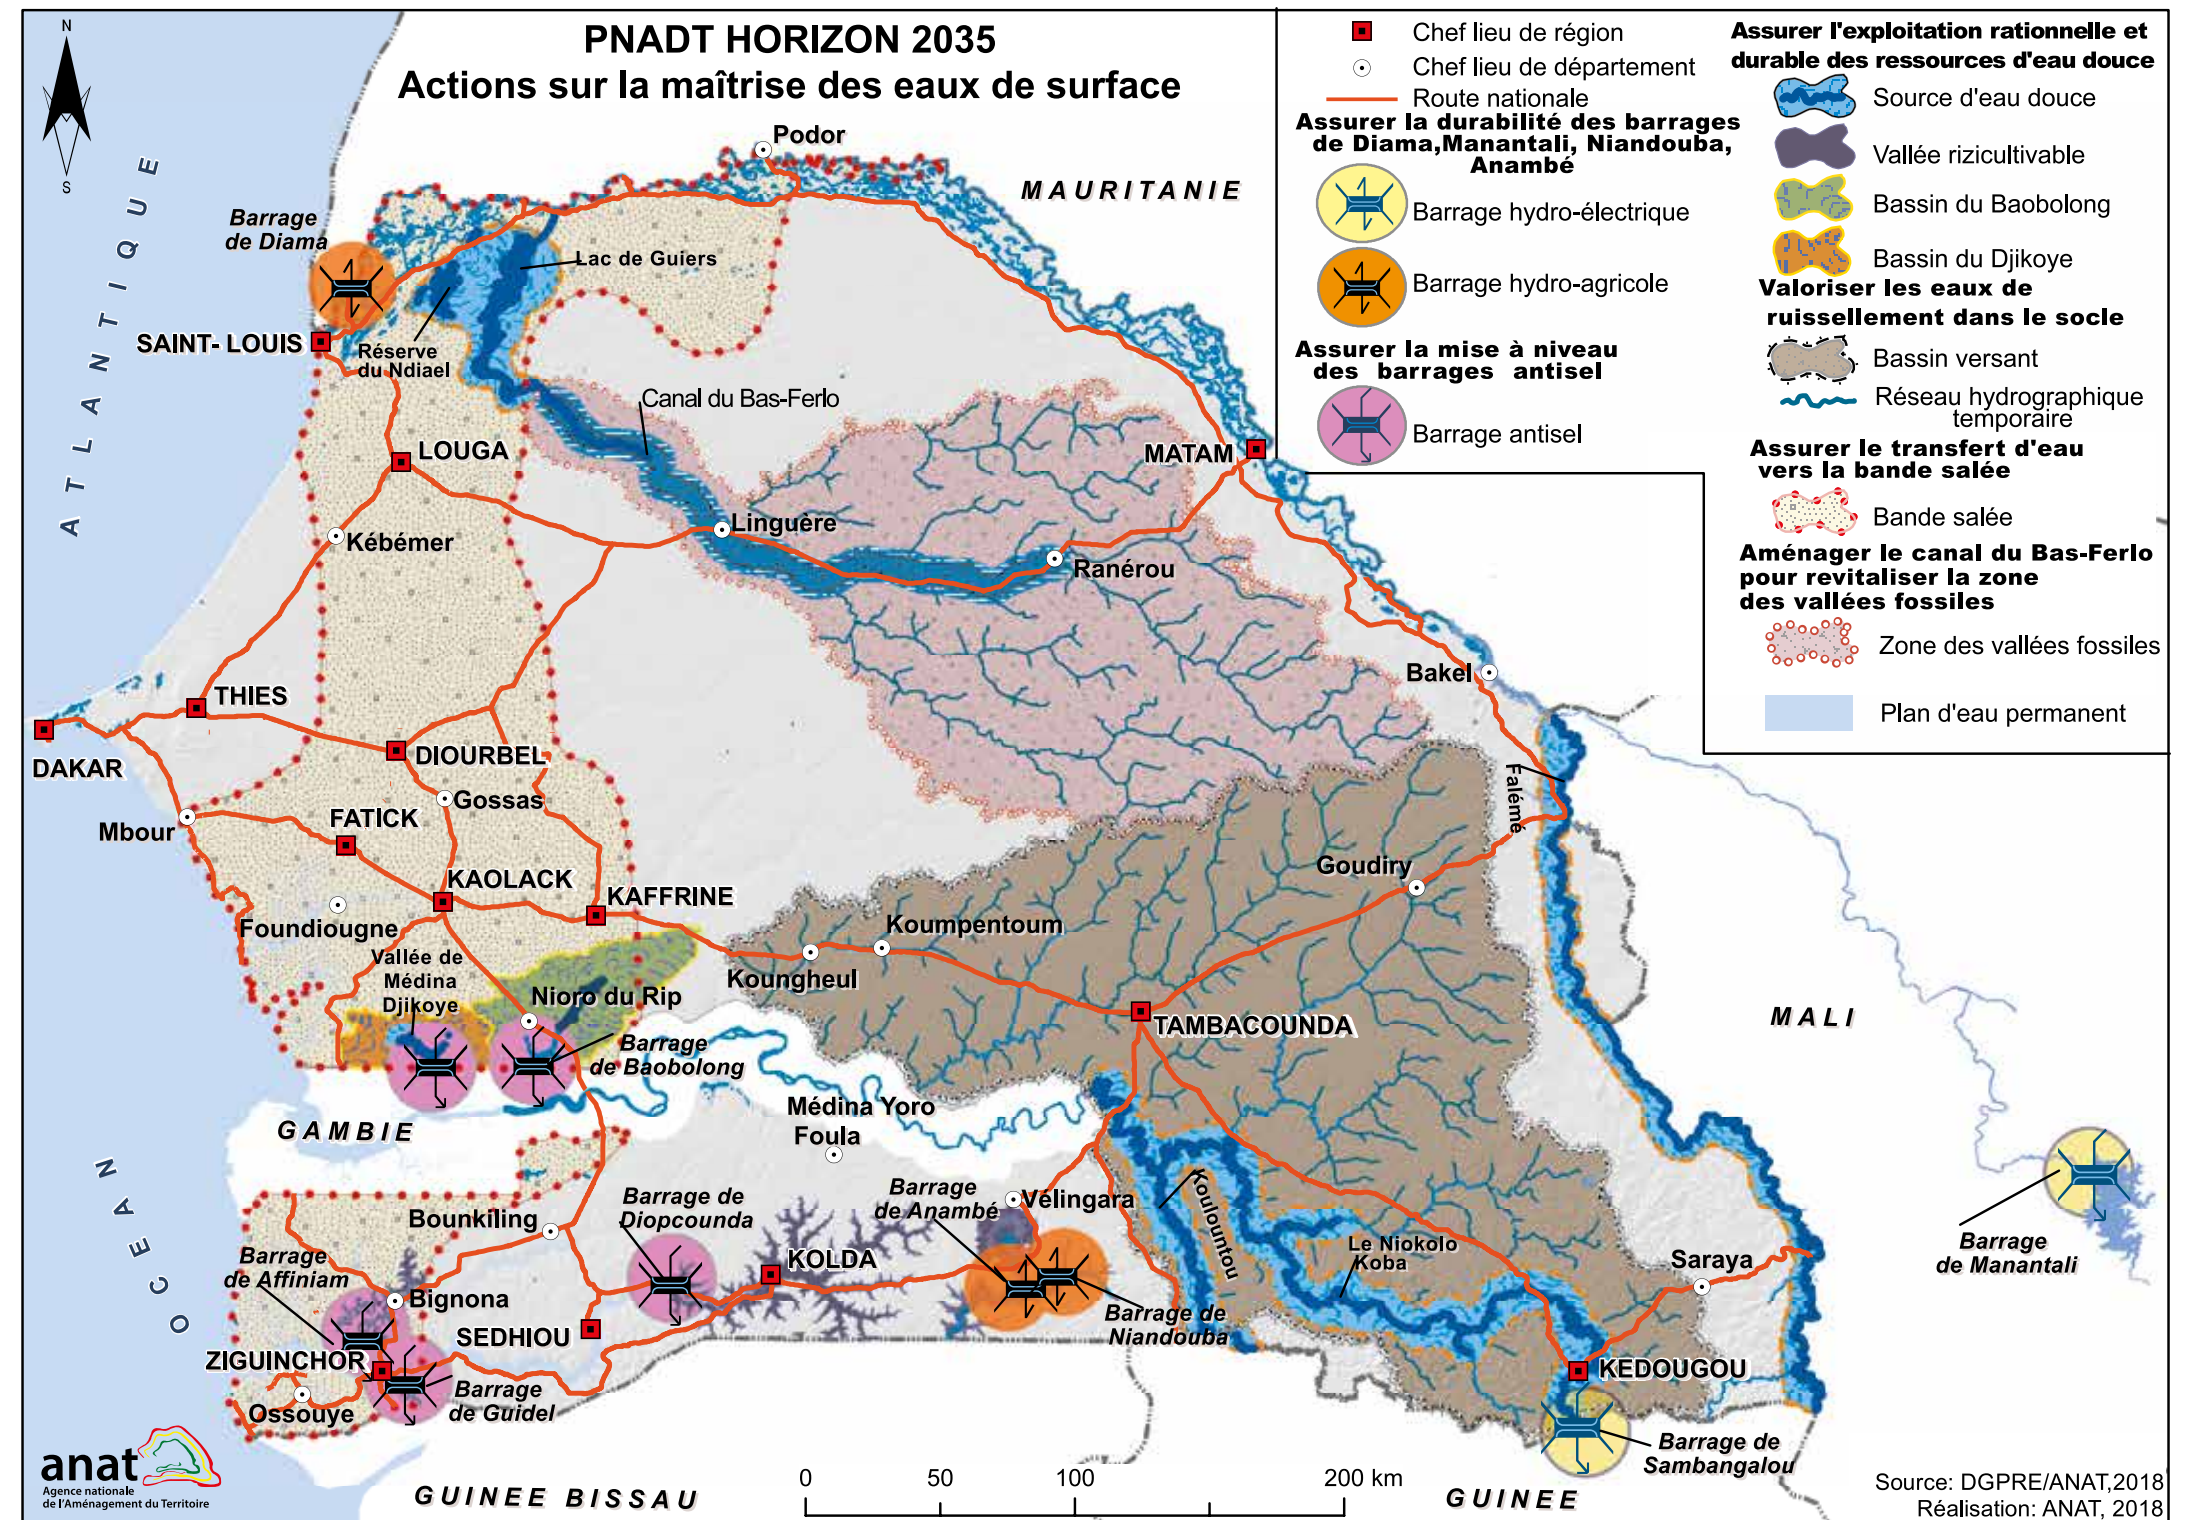 PNADT HORIZON 2035
Actions sur la maîtrise des eaux de surface
N
S
Chef lieu de région
Chef lieu de département
Route nationale
Assurer la durabilité des barrages
de Diama,Manantali, Niandouba,
Anambé
Barrage hydro-électrique
Barrage hydro-agricole
Assurer la mise à niveau
des barrages antisel
Barrage antisel
Assurer l'exploitation rationnelle et
durable des ressources d'eau douce
Source d'eau douce
Vallée rizicultivable
Bassin du Baobolong
Bassin du Djikoye
Valoriser les eaux de
ruissellement dans le socle
Bassin versant
Réseau hydrographique
temporaire
Assurer le transfert d'eau
vers la bande salée
Bande salée
Aménager le canal du Bas-Ferlo
pour revitaliser la zone
des vallées fossiles
Zone des vallées fossiles
Plan d'eau permanent
OCEAN
ATLANTIQUE
Podor
MAURITANIE
Barrage
de Diama
Lac de Guiers
SAINT- LOUIS
Réserve
du Ndiael
Canal du Bas-Ferlo
LOUGA
MATAM
Linguère
Kébémer
Ranérou
Bakel
THIES
DAKAR
DIOURBEL
Falémé
Gossas
Mbour
FATICK
Goudiry
KAOLACK
KAFFRINE
Foundiougne
Koumpentoum
Vallée de
Médina
Djikoye
Koungheul
Nioro du Rip
TAMBACOUNDA
MALI
Barrage
de Baobolong
GAMBIE
Médina Yoro
Foula
Barrage de
Diopcounda
Barrage
de Anambé
Vélingara
Koulountou
Bounkiling
Le Niokolo
Koba
Barrage
de Manantali
Barrage
de Affiniam
KOLDA
Saraya
Bignona
Barrage de
Niandouba
SEDHIOU
ZIGUINCHOR
KEDOUGOU
Barrage
de Guidel
Ossouye
Barrage de
Sambangalou
anat
Agence nationale
de l'Aménagement du Territoire
GUINEE BISSAU
0 50 100 200 km
GUINEE
Source: DGPRE/ANAT,2018
Réalisation: ANAT, 2018